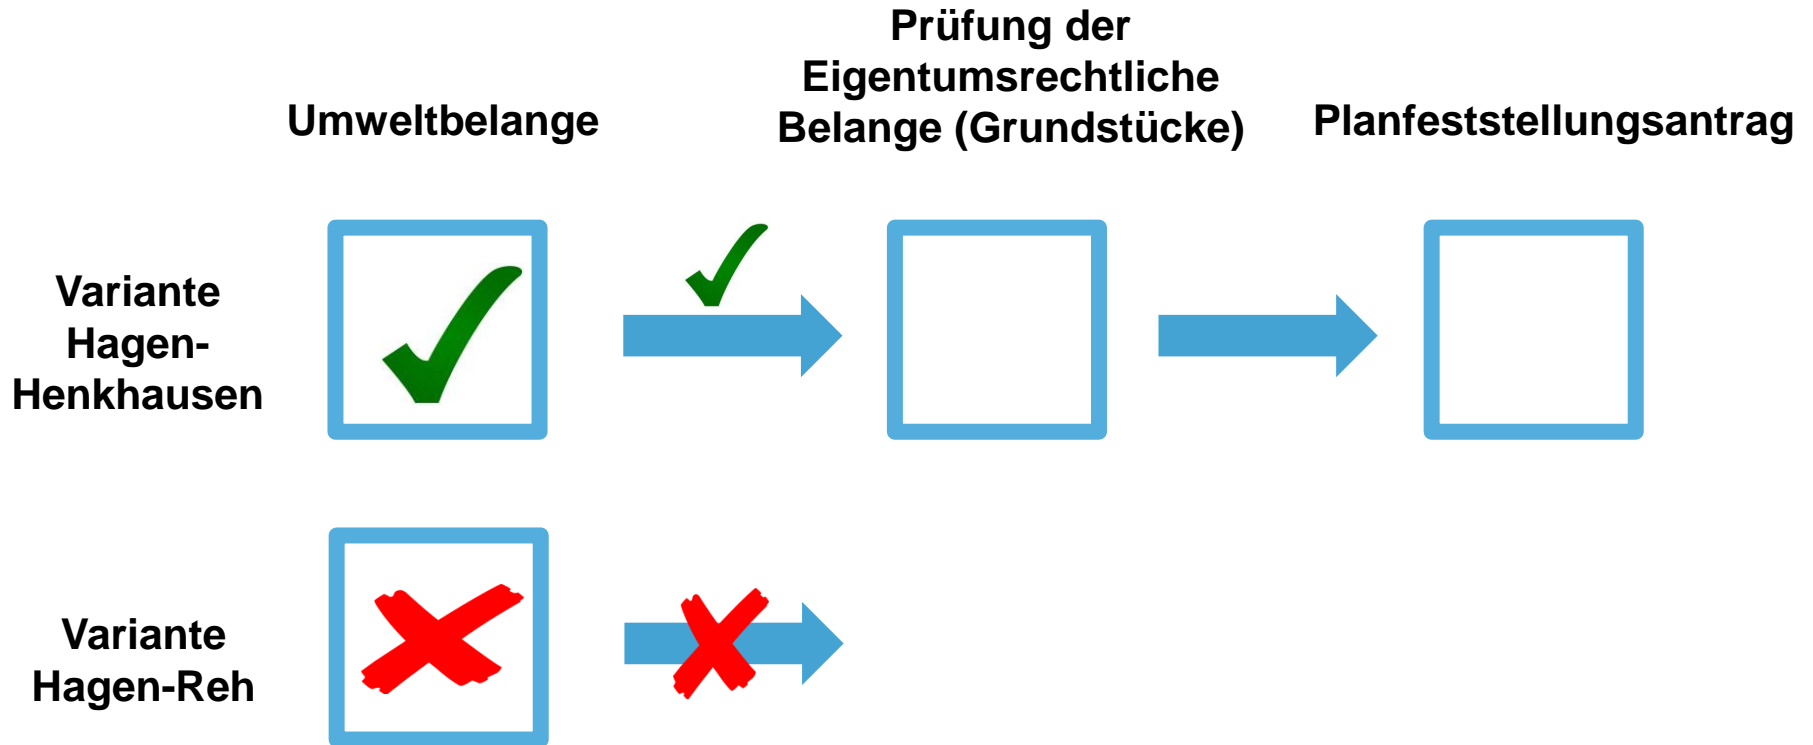 Umweltbelange
Prüfung der
Eigentumsrechtliche
Belange (Grundstücke)
Planfeststellungsantrag
Variante
Hagen-
Henkhausen
Variante
Hagen-Reh